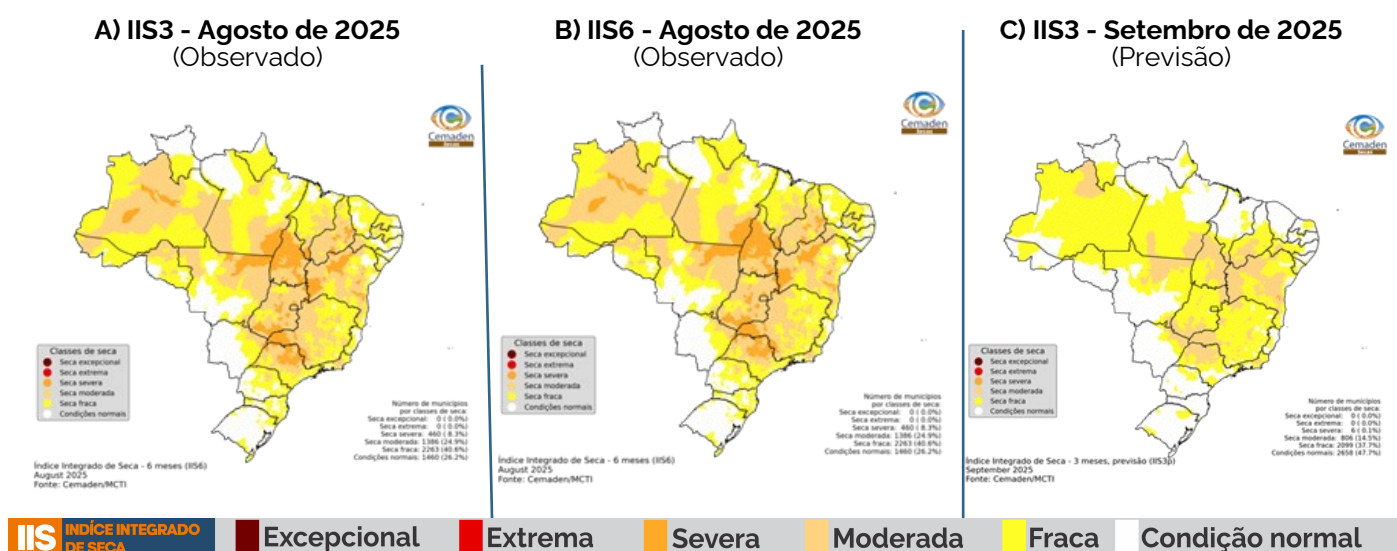 A) IIS3 - Agosto de 2025
(Observado)
Cemaden
Secas
Classes de seca
Seca excepcional
Seca extrema
Seca severa
Seca moderada
Seca fraca
Condições normais
Número de municípios
por classes de seca:
Seca excepcional: 0 ( 0.0%)
Seca extrema: 0 ( 0.0%)
Seca severa: 460 ( 8.3%)
Seca moderada: 1386 (24.9%)
Seca fraca: 2263 (40.6%)
Condições normais: 1460 (26.2%)
Índice Integrado de Seca - 6 meses (IIS6)
August 2025
Fonte: Cemaden/MCTI
B) IIS6 - Agosto de 2025
(Observado)
Cemaden
Secas
Classes de seca
Seca excepcional
Seca extrema
Seca severa
Seca moderada
Seca fraca
Condições normais
Número de municípios
por classes de seca:
Seca excepcional: 0 ( 0.0%)
Seca extrema: 0 ( 0.0%)
Seca severa: 460 ( 8.3%)
Seca moderada: 1386 (24.9%)
Seca fraca: 2263 (40.6%)
Condições normais: 1460 (26.2%)
Índice Integrado de Seca - 6 meses (IIS6)
August 2025
Fonte: Cemaden/MCTI
C) IIS3 - Setembro de 2025
(Previsão)
Cemaden
Secas
Classes de seca
Seca excepcional
Seca extrema
Seca severa
Seca moderada
Seca fraca
Condições normais
Número de municípios
por classes de seca:
Seca excepcional: 0 ( 0.0%)
Seca extrema: 0 ( 0.0%)
Seca severa: 6 ( 0.1%)
Seca moderada: 806 (14.5%)
Seca fraca: 2099 (37.7%)
Condições normais: 2658 (47.7%)
Índice Integrado de Seca - 3 meses, previsão (IIS3p)
September 2025
Fonte: Cemaden/MCTI
IIS INDÍCE INTEGRADO
DE SECA
Excepcional
Extrema
Severa
Moderada
Fraca
Condição normal